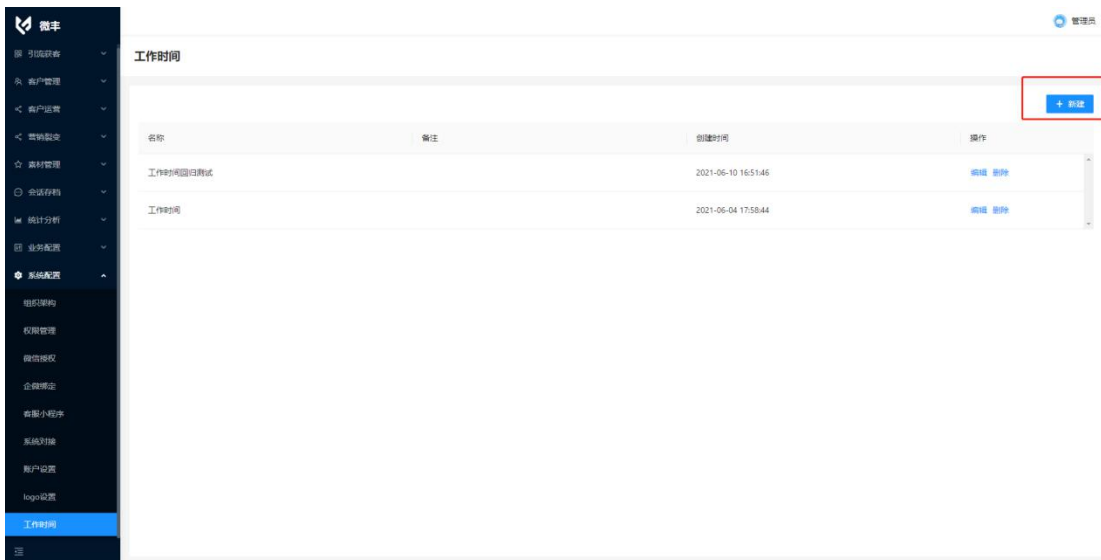 微丰
管理员
引流获客
客户管理
客户运营
营销裂变
素材管理
会话存档
统计分析
业务配置
系统配置
组织架构
权限管理
微信授权
企微绑定
客服小程序
系统对接
账户设置
logo设置
工作时间
工作时间
+ 新建
名称 备注 创建时间 操作
工作时间回归测试 2021-06-10 16:51:46 编辑 删除
工作时间 2021-06-04 17:58:44 编辑 删除